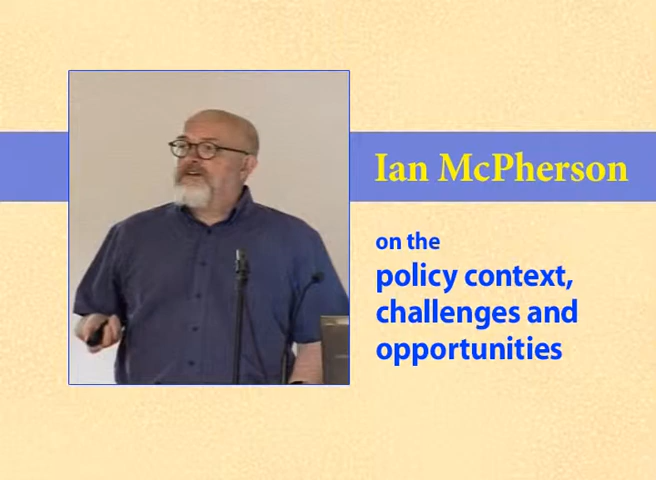 Ian McPherson
on the
policy context,
challenges and
opportunities